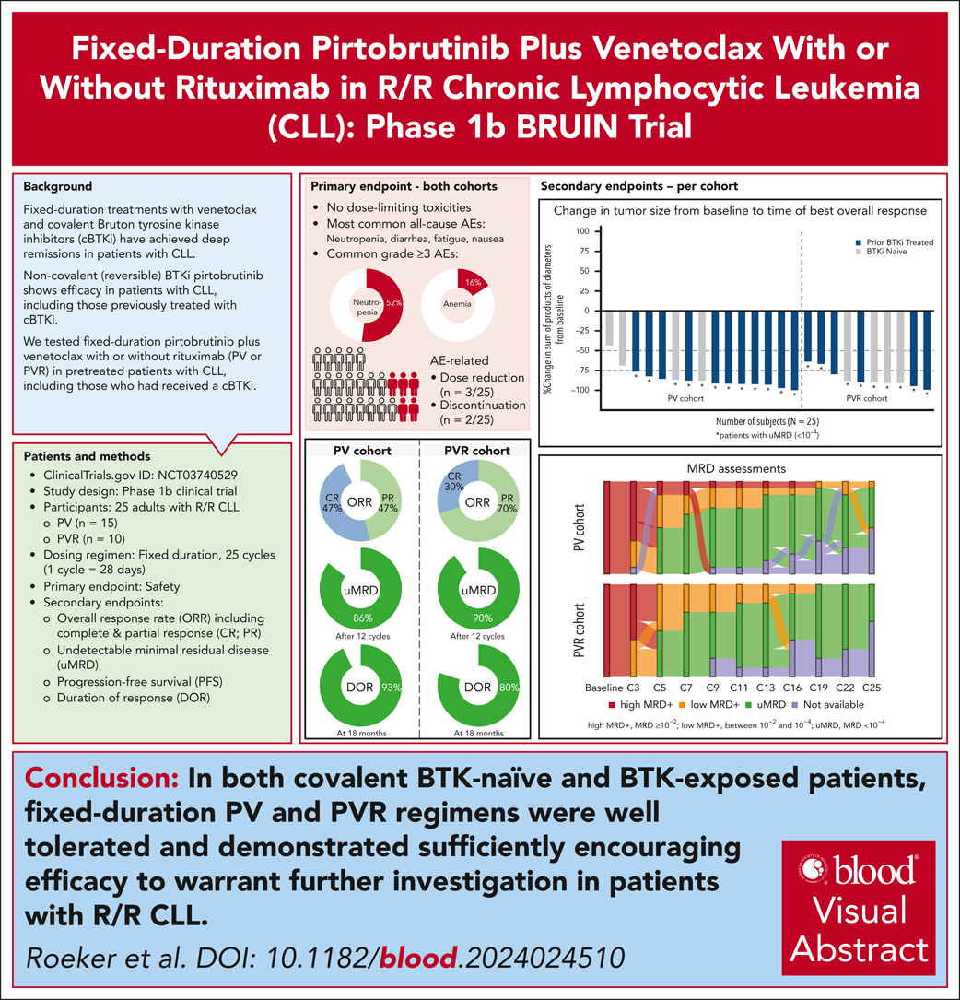 Fixed-Duration Pirtobrutinib Plus Venetoclax With or
Without Rituximab in R/R Chronic Lymphocytic Leukemia
(CLL): Phase 1b BRUIN Trial
Background
Fixed-duration treatments with venetoclax
and covalent Bruton tyrosine kinase
inhibitors (cBTKi) have achieved deep
remissions in patients with CLL.
Non-covalent (reversible) BTKi pirtobrutinib
shows efficacy in patients with CLL,
including those previously treated with
cBTKi.
We tested fixed-duration pirtobrutinib plus
venetoclax with or without rituximab (PV or
PVR) in pretreated patients with CLL,
including those who had received a cBTKi.
Patients and methods
• ClinicalTrials.gov ID: NCT03740529
• Study design: Phase 1b clinical trial
• Participants: 25 adults with R/R CLL
o PV (n = 15)
o PVR (n = 10)
• Dosing regimen: Fixed duration, 25 cycles
(1 cycle = 28 days)
• Primary endpoint: Safety
• Secondary endpoints:
o Overall response rate (ORR) including
complete & partial response (CR; PR)
o Undetectable minimal residual disease
(uMRD)
o Progression-free survival (PFS)
o Duration of response (DOR)
Primary endpoint - both cohorts
• No dose-limiting toxicities
• Most common all-cause AEs:
Neutropenia, diarrhea, fatigue, nausea
• Common grade ≥3 AEs:
Neutro-
penia
52%
16%
Anemia
AE-related
• Dose reduction
(n = 3/25)
• Discontinuation
(n = 2/25)
PV cohort
CR
47%
ORR
PR
47%
uMRD
86%
After 12 cycles
DOR
93%
At 18 months
PVR cohort
CR
30%
ORR
PR
70%
uMRD
90%
After 12 cycles
DOR
80%
At 18 months
Secondary endpoints – per cohort
Change in tumor size from baseline to time of best overall response
%Change in sum of products of diameters
from baseline
100
75
50
25
0
−25
−50
−75
−100
Prior BTKi Treated
BTKi Naive
* * * * * * * * * * * * * * * * * * * *
PV cohort
PVR cohort
Number of subjects (N = 25)
*patients with uMRD (<10⁻⁴)
MRD assessments
PV cohort
PVR cohort
Baseline C3 C5 C7 C9 C11 C13 C16 C19 C22 C25
high MRD+ low MRD+ uMRD Not available
high MRD+, MRD ≥10⁻²; low MRD+, between 10⁻² and 10⁻⁴; uMRD, MRD <10⁻⁴
Conclusion: In both covalent BTK-naïve and BTK-exposed patients,
fixed-duration PV and PVR regimens were well
tolerated and demonstrated sufficiently encouraging
efficacy to warrant further investigation in patients
with R/R CLL.
Roeker et al. DOI: 10.1182/blood.2024024510
blood®
Visual
Abstract